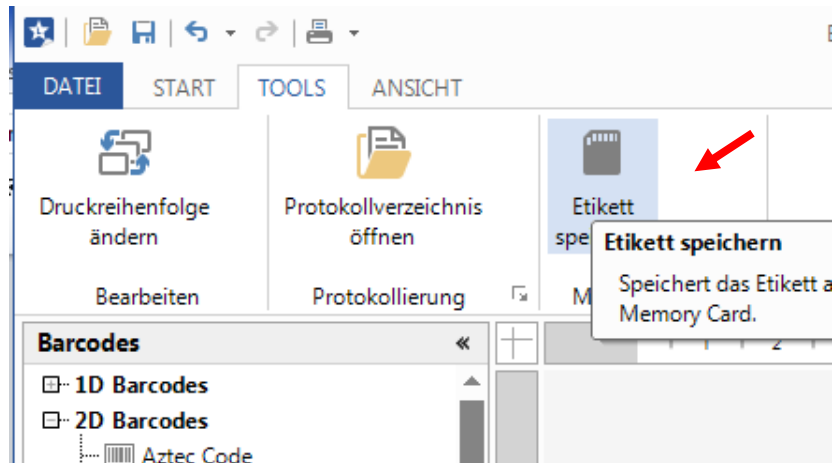 DATEI START TOOLS ANSICHT
Druckreihenfolge
ändern
Protokollverzeichnis
öffnen
Etikett
Bearbeiten
Protokollierung
Etikett speichern
Speichert das Etikett
Memory Card.
Barcodes
2
1D Barcodes
2D Barcodes
Aztec Code